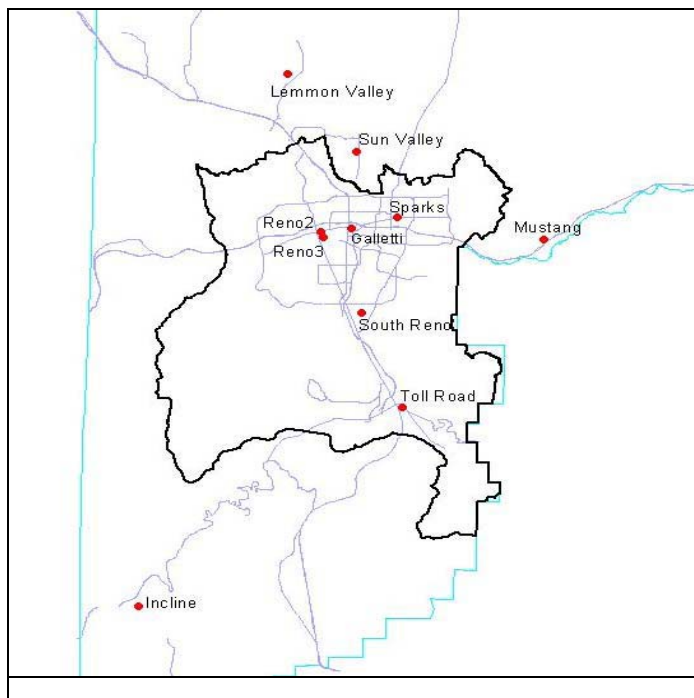 Lemmon Valley
Sun Valley
Sparks
Reno2
Galletti
Mustang
Reno3
South Reno
Toll Road
Incline